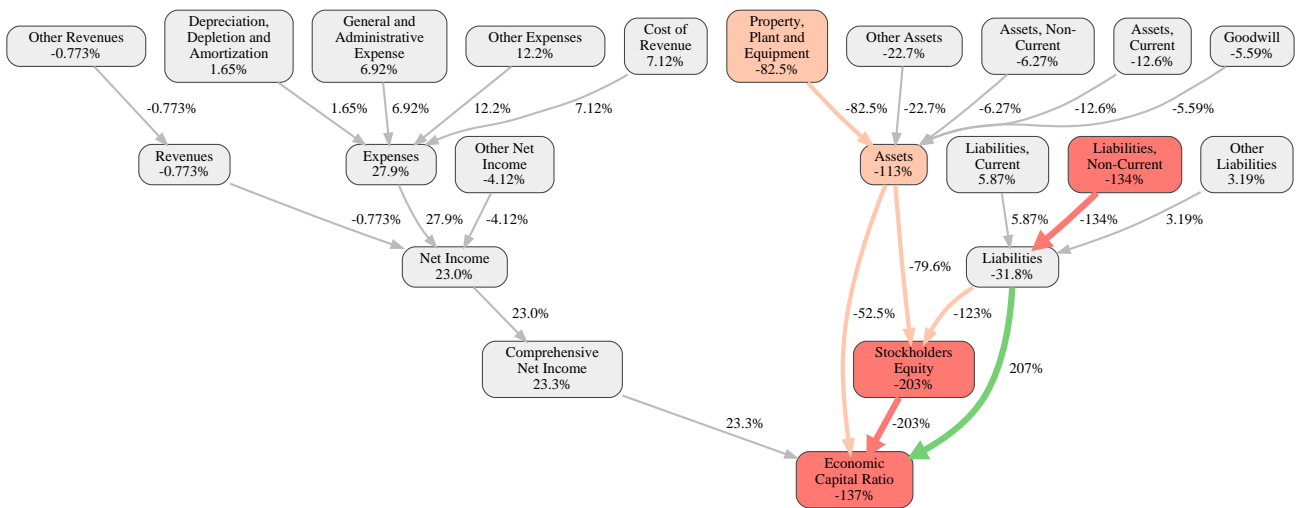 Other Revenues
-0.773%
Depreciation,
Depletion and
Amortization
1.65%
General and
Administrative
Expense
6.92%
Other Expenses
12.2%
Cost of
Revenue
7.12%
Property,
Plant and
Equipment
-82.5%
Other Assets
-22.7%
Assets, Non-
Current
-6.27%
Assets,
Current
-12.6%
Goodwill
-5.59%
-0.773%
1.65%
6.92%
12.2%
7.12%
-82.5%
-22.7%
-6.27%
-12.6%
-5.59%
Revenues
-0.773%
Expenses
27.9%
Other Net
Income
-4.12%
Assets
-113%
Liabilities,
Current
5.87%
Liabilities,
Non-Current
-134%
Other
Liabilities
3.19%
-0.773%
27.9%
-4.12%
5.87%
-134%
3.19%
Net Income
23.0%
Liabilities
-31.8%
-79.6%
23.0%
-52.5%
-123%
Comprehensive
Net Income
23.3%
Stockholders
Equity
-203%
207%
23.3%
-203%
Economic
Capital Ratio
-137%